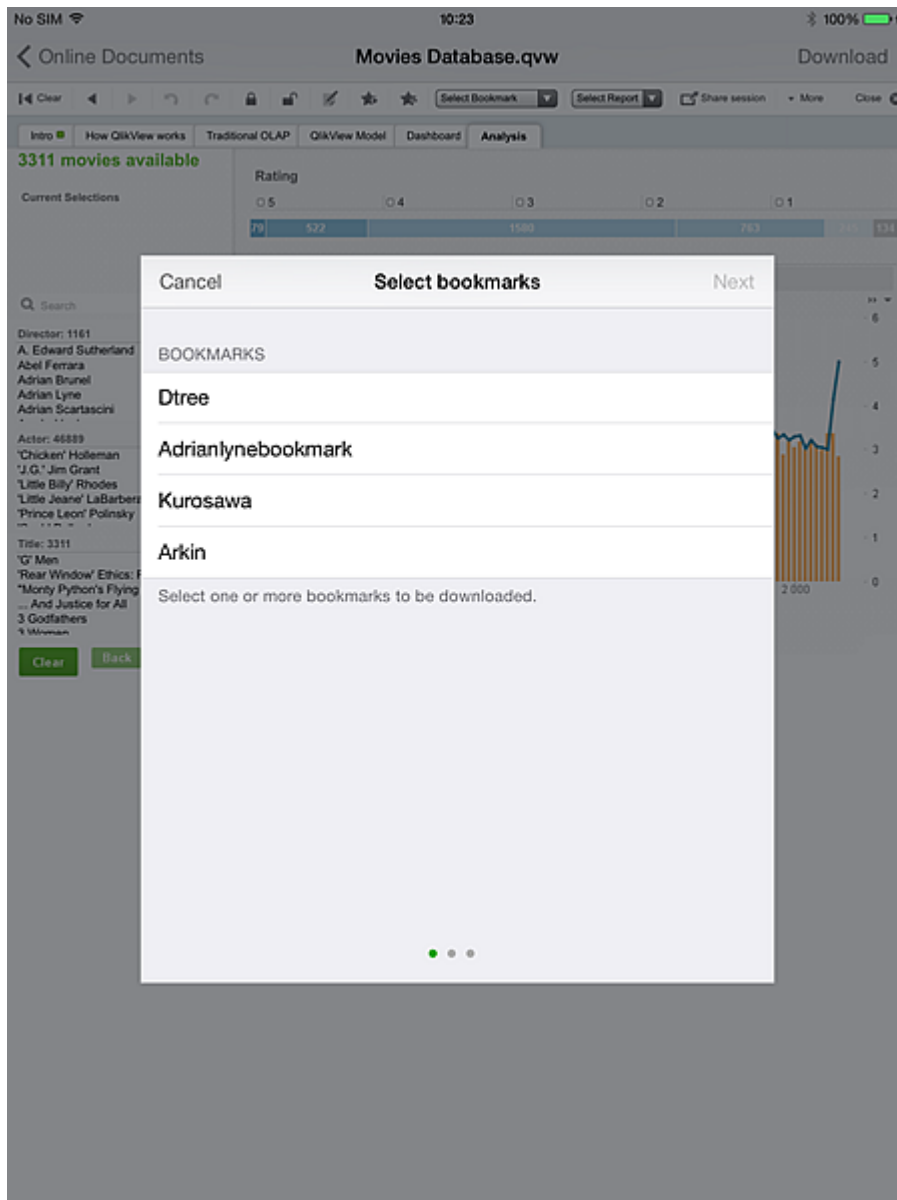 No SIM 10:23 100%
Online Documents Movies Database.qvw Download
Clear Select Bookmark Select Report Share session More Close
Intro How QlikView works Traditional OLAP QlikView Model Dashboard Analysis
3311 movies available
Rating
Current Selections
5 4 3 2 1
79 522 1580 763 134
Cancel Select bookmarks Next
Search
6
Director: 1161
A. Edward Sutherland
BOOKMARKS
Abel Ferrara
5
Adrian Brunel
Adrian Lyne
Dtree
Adrian Scartascini
4
Actor: 46889
'Chicken' Holleman
Adrianlynebookmark
3
'J.G.' Jim Grant
'Little Billy' Rhodes
'Little Jeane' LaBarbera
Kurosawa
2
'Prince Leon' Polinsky
Title: 3311
1
'G' Men
Arkin
'Rear Window' Ethics:
0
"Monty Python's Flying
2 000
... And Justice for All
Select one or more bookmarks to be downloaded.
3 Godfathers
3 Women
Clear Back